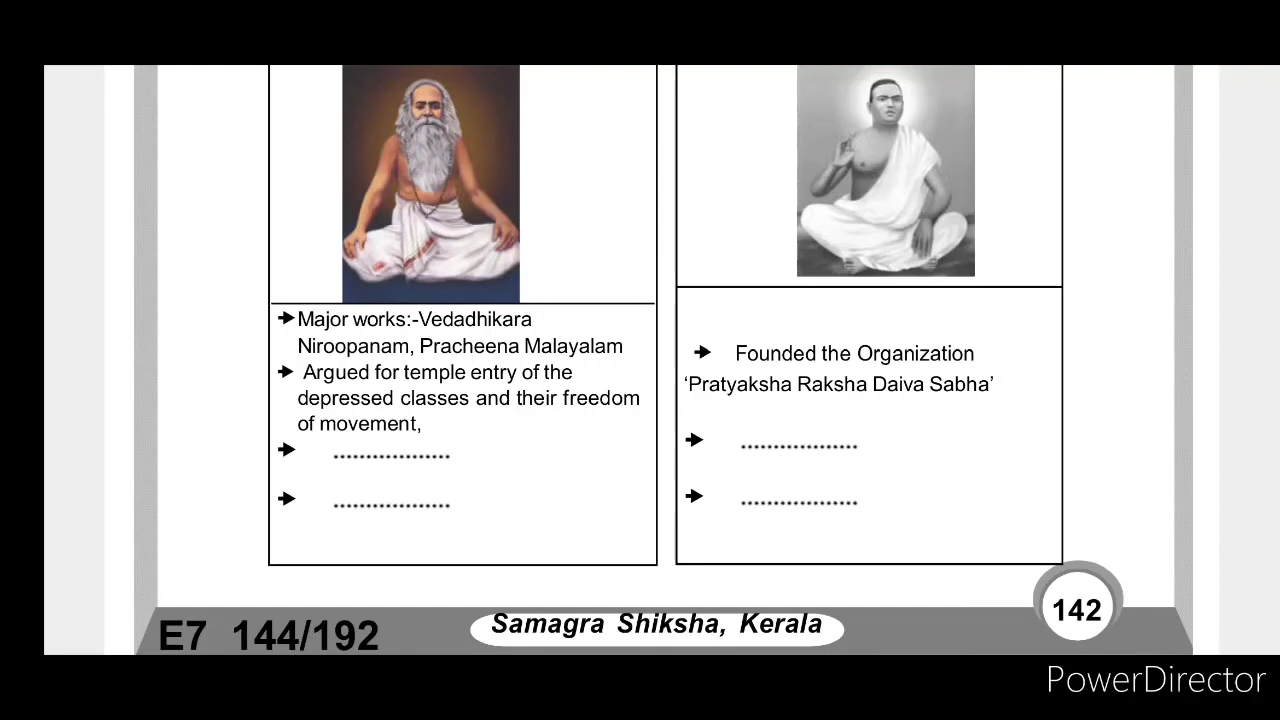 ➔Major works:-Vedadhikara
Niroopanam, Pracheena Malayalam
➔ Argued for temple entry of the
depressed classes and their freedom
of movement,
➔ ..................
➔ ..................
➔ Founded the Organization
‘Pratyaksha Raksha Daiva Sabha’
➔ ..................
➔ ..................
142
E7 144/192
Samagra Shiksha, Kerala
PowerDirector